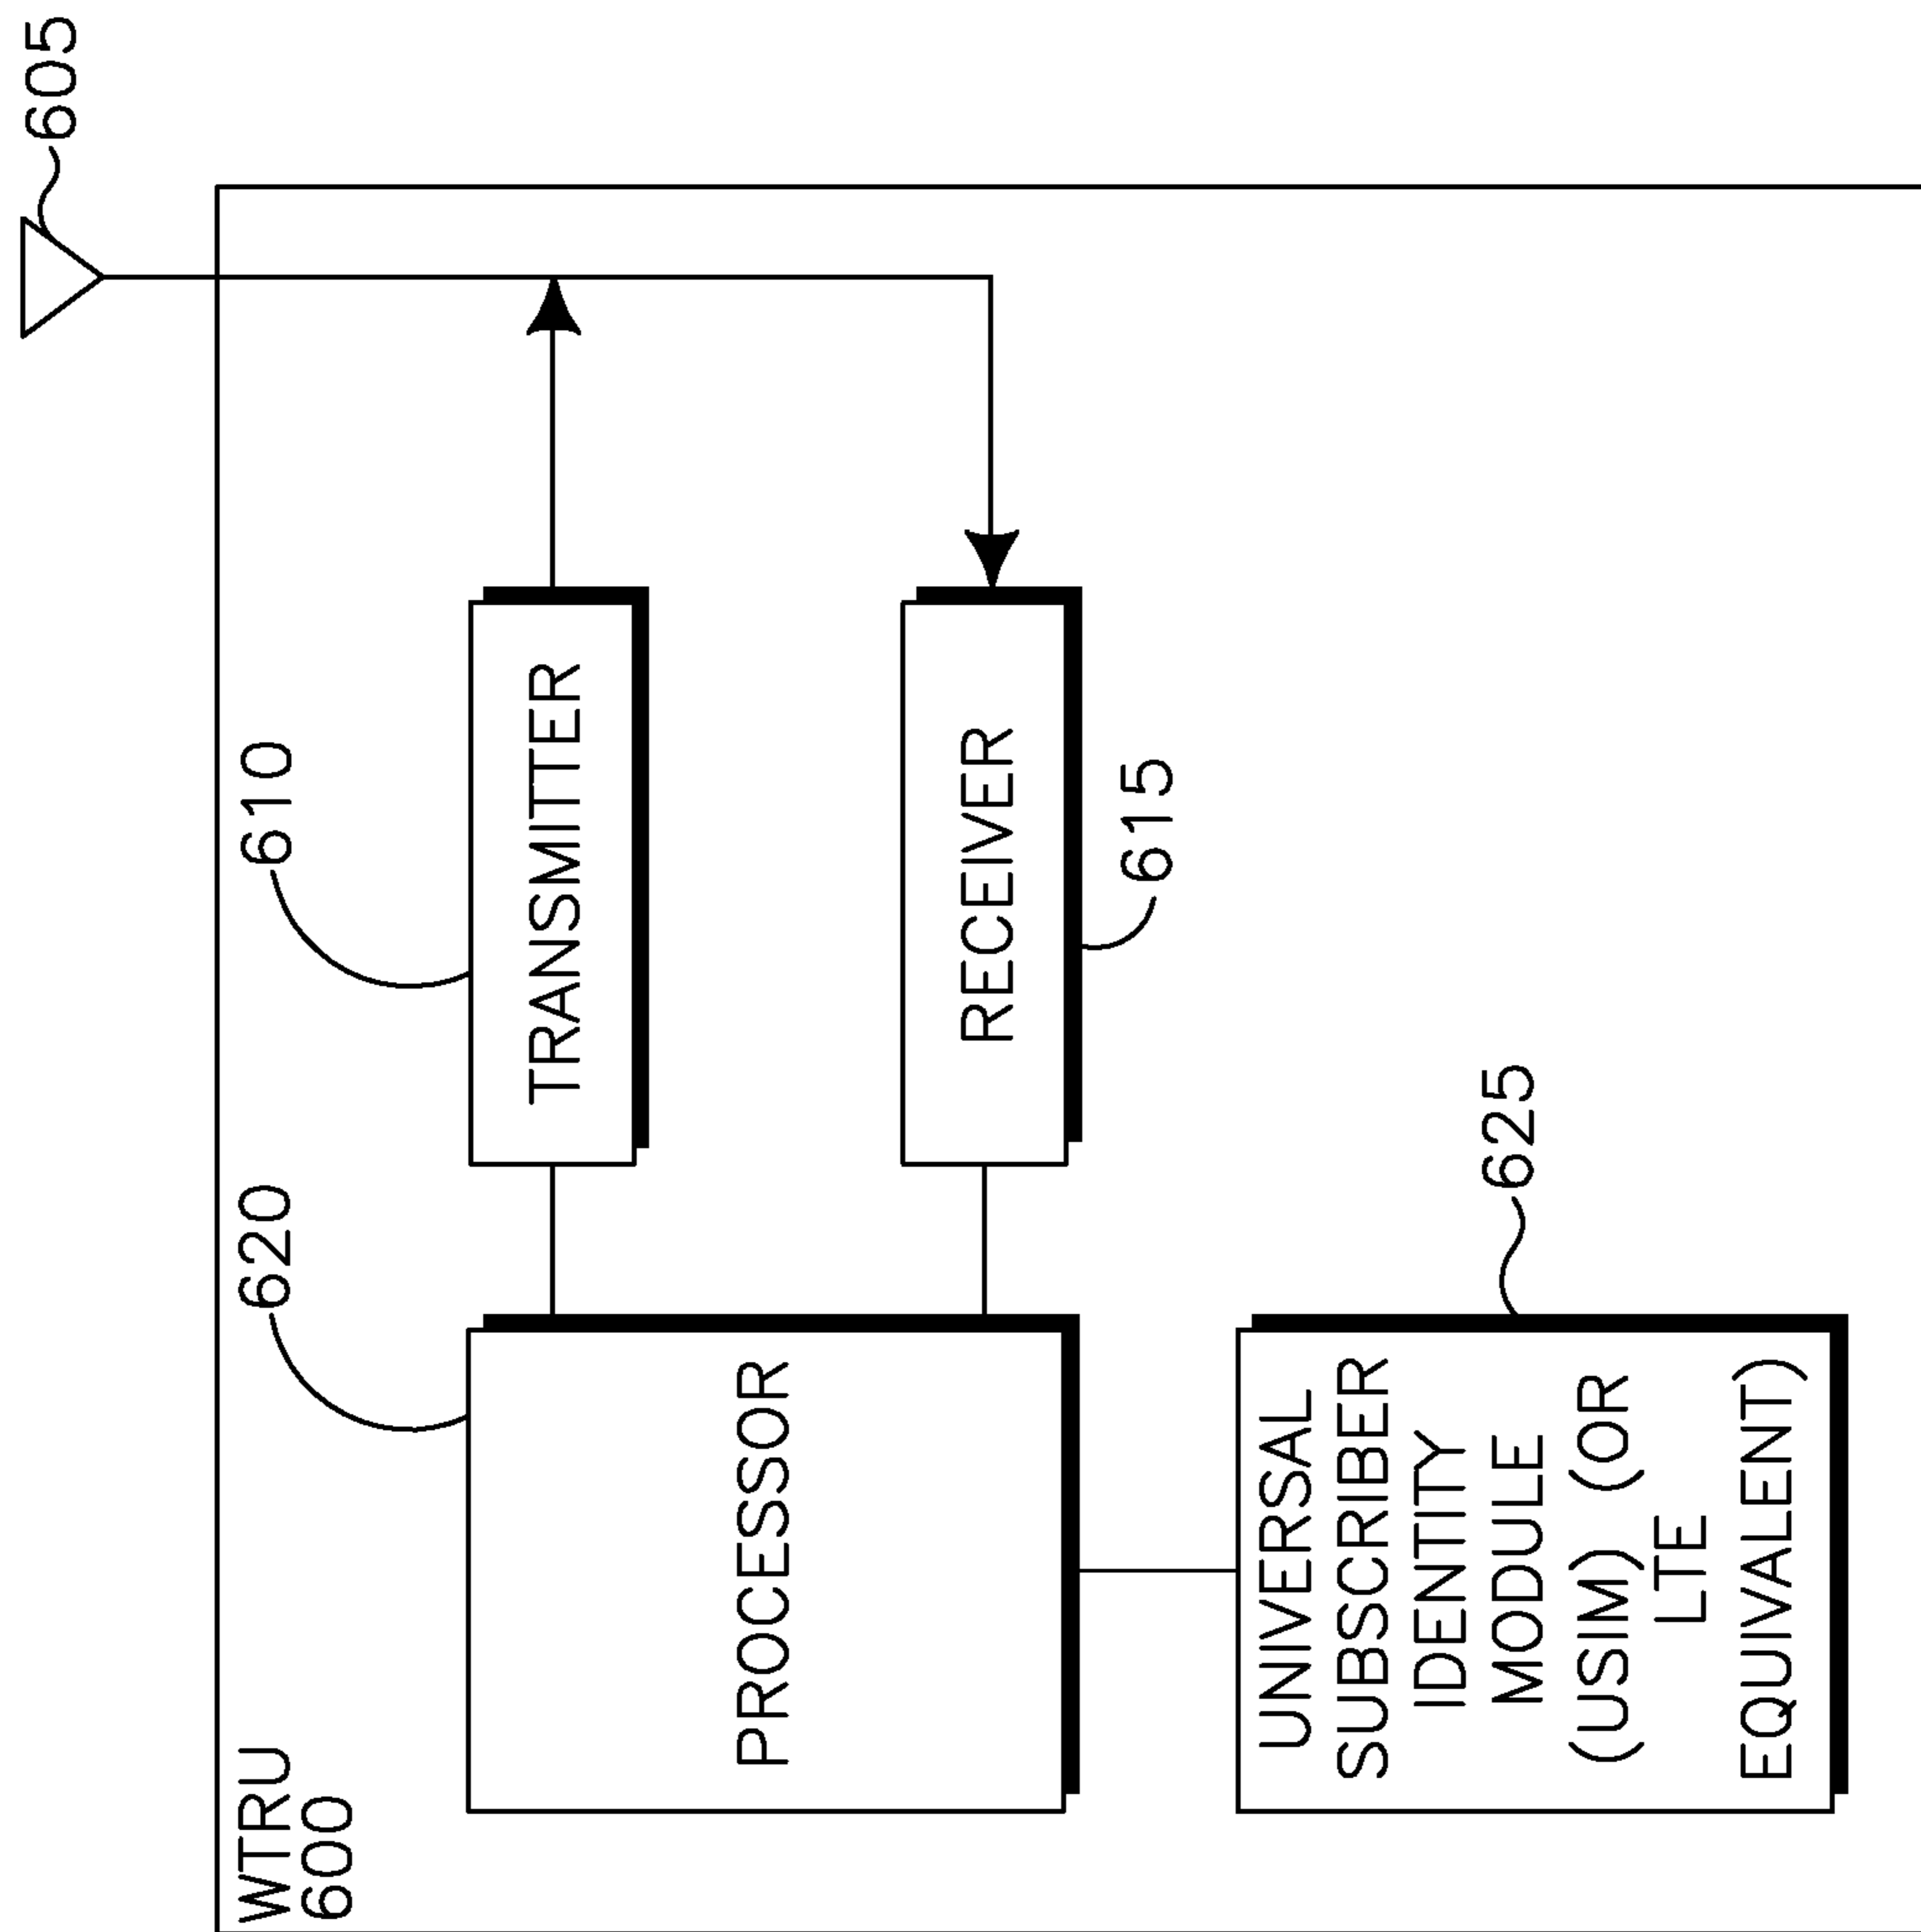 WTRU
600
620
610
605
PROCESSOR
TRANSMITTER
RECEIVER
615
UNIVERSAL
SUBSCRIBER
IDENTITY
MODULE
(USIM) (OR
LTE
EQUIVALENT)
625